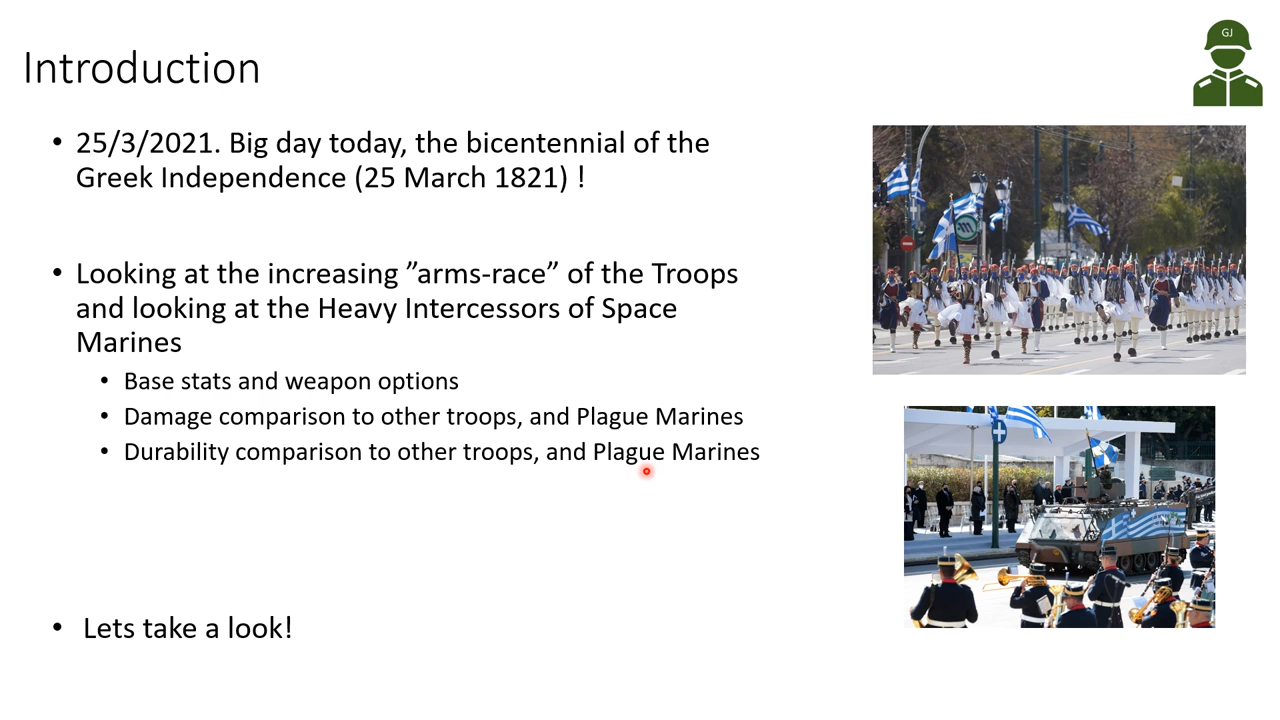 Introduction
GJ
• 25/3/2021. Big day today, the bicentennial of the
Greek Independence (25 March 1821) !
• Looking at the increasing ”arms-race” of the Troops
and looking at the Heavy Intercessors of Space
Marines
• Base stats and weapon options
• Damage comparison to other troops, and Plague Marines
• Durability comparison to other troops, and Plague Marines
• Lets take a look!